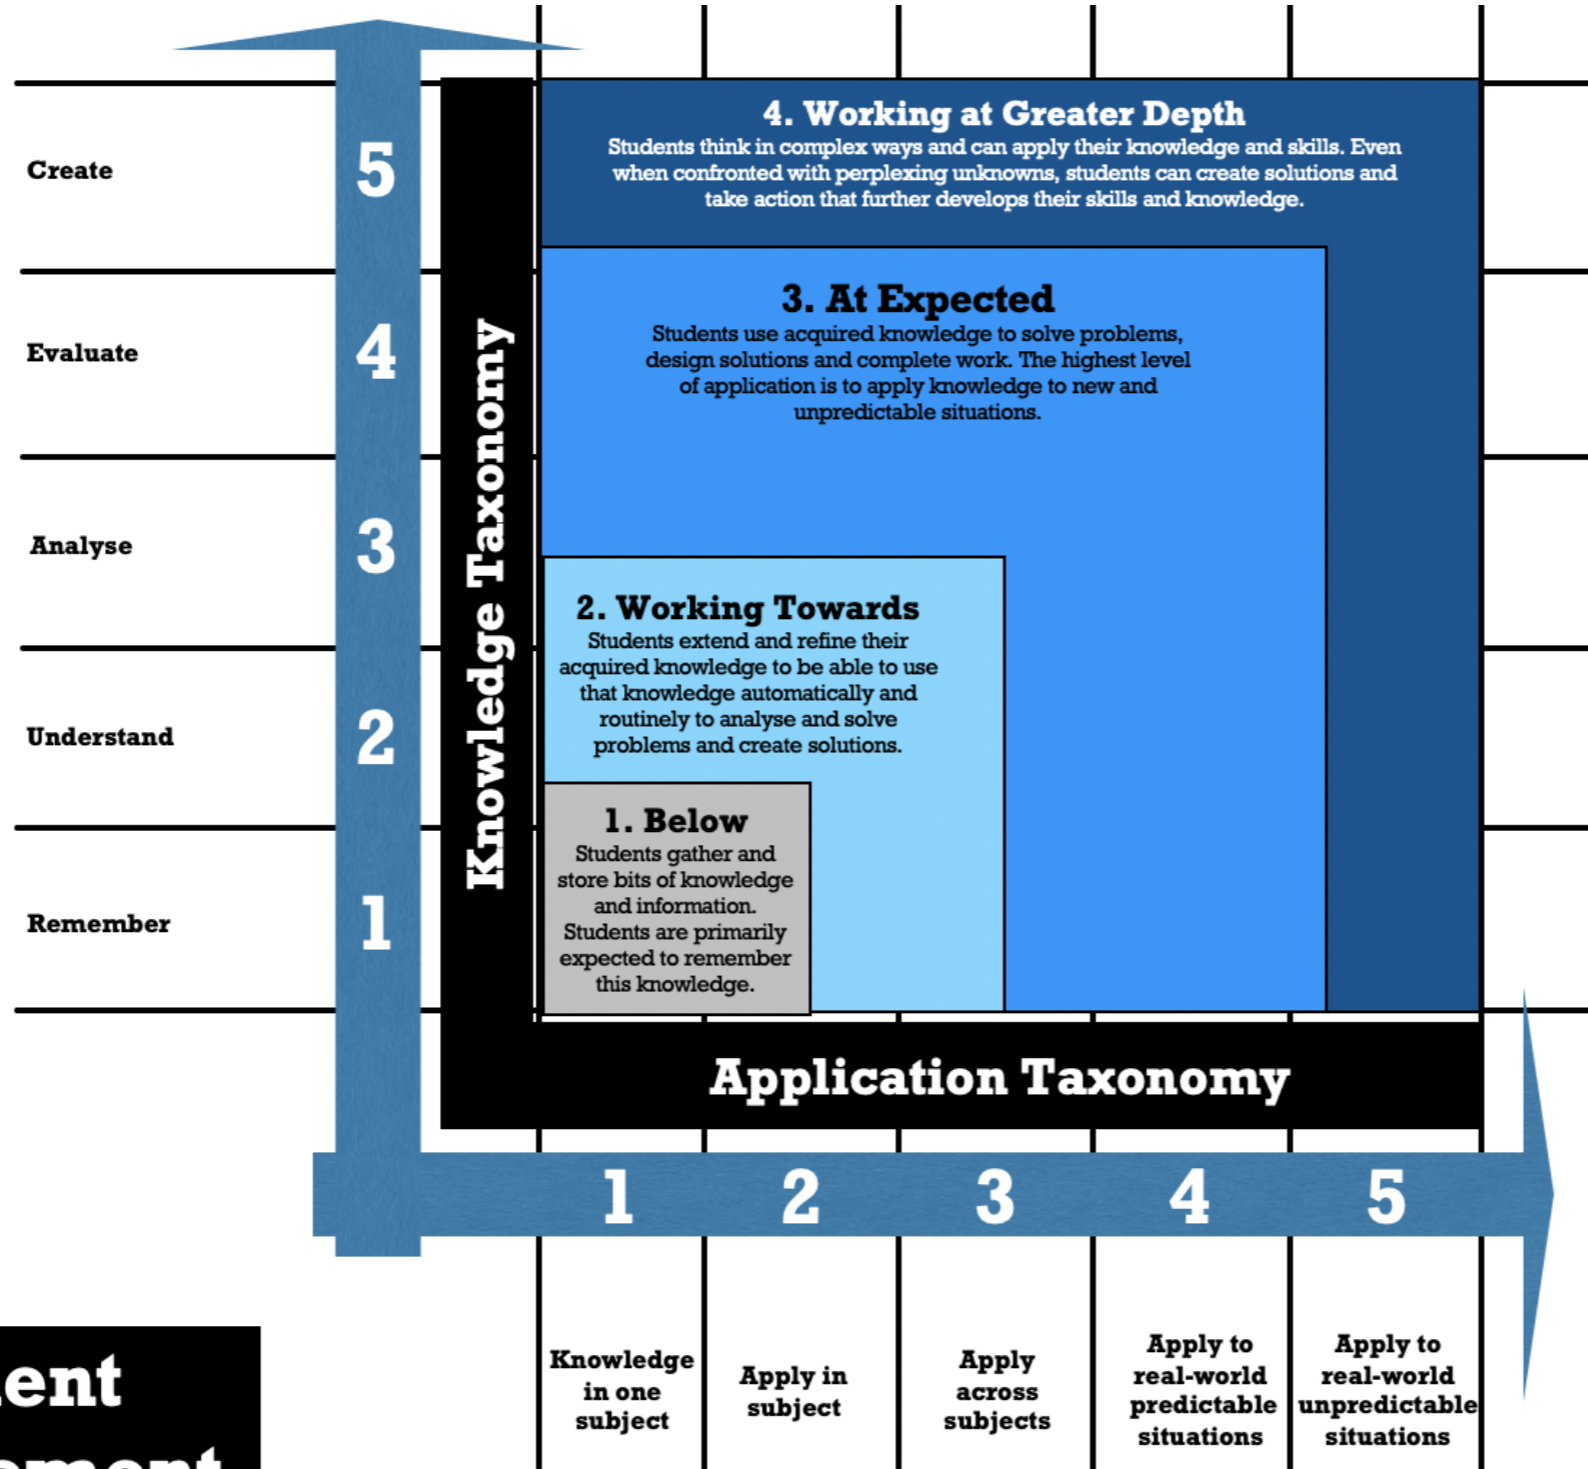 Create
5
4. Working at Greater Depth
Students think in complex ways and can apply their knowledge and skills. Even
when confronted with perplexing unknowns, students can create solutions and
take action that further develops their skills and knowledge.
Evaluate
4
3. At Expected
Students use acquired knowledge to solve problems,
design solutions and complete work. The highest level
of application is to apply knowledge to new and
unpredictable situations.
Analyse
3
Knowledge Taxonomy
2. Working Towards
Students extend and refine their
acquired knowledge to be able to use
that knowledge automatically and
routinely to analyse and solve
problems and create solutions.
Understand
2
1. Below
Students gather and
store bits of knowledge
and information.
Students are primarily
expected to remember
this knowledge.
Remember
1
Application Taxonomy
1 2 3 4 5
Knowledge
in one
subject
Apply in
subject
Apply
across
subjects
Apply to
real-world
predictable
situations
Apply to
real-world
unpredictable
situations